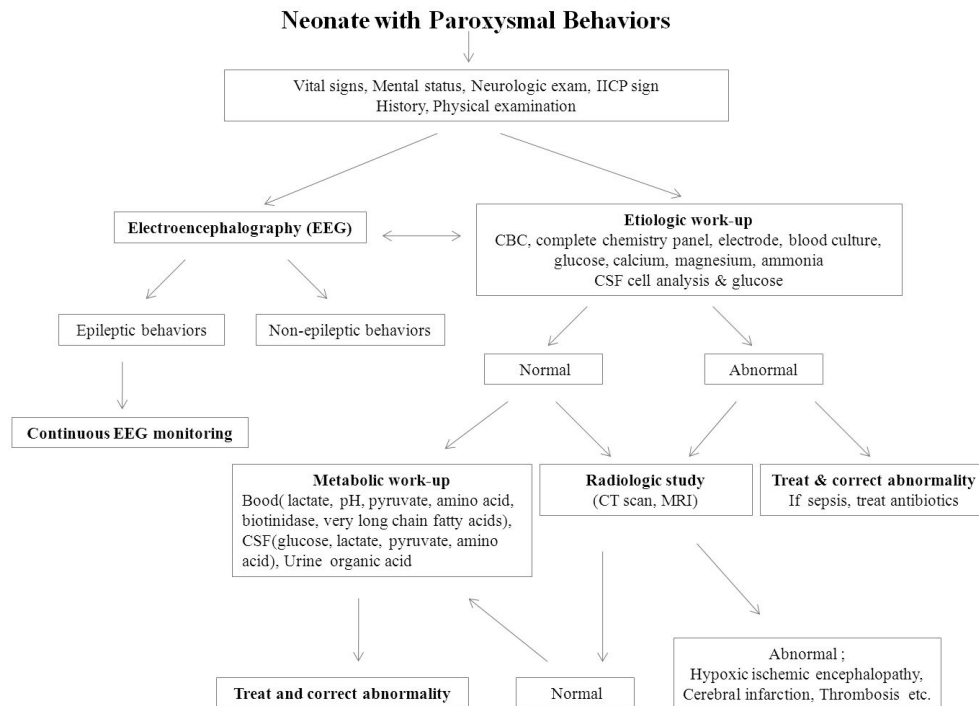 Neonate with Paroxysmal Behaviors
Vital signs, Mental status, Neurologic exam, IICP sign
History, Physical examination
Electroencephalography (EEG)
Etiologic work-up
CBC, complete chemistry panel, electrode, blood culture,
glucose, calcium, magnesium, ammonia
CSF cell analysis & glucose
Epileptic behaviors
Non-epileptic behaviors
Normal
Abnormal
Continuous EEG monitoring
Metabolic work-up
Bood( lactate, pH, pyruvate, amino acid,
biotinidase, very long chain fatty acids),
CSF(glucose, lactate, pyruvate, amino
acid), Urine organic acid
Radiologic study
(CT scan, MRI)
Treat & correct abnormality
If sepsis, treat antibiotics
Treat and correct abnormality
Normal
Abnormal ;
Hypoxic ischemic encephalopathy,
Cerebral infarction, Thrombosis etc.